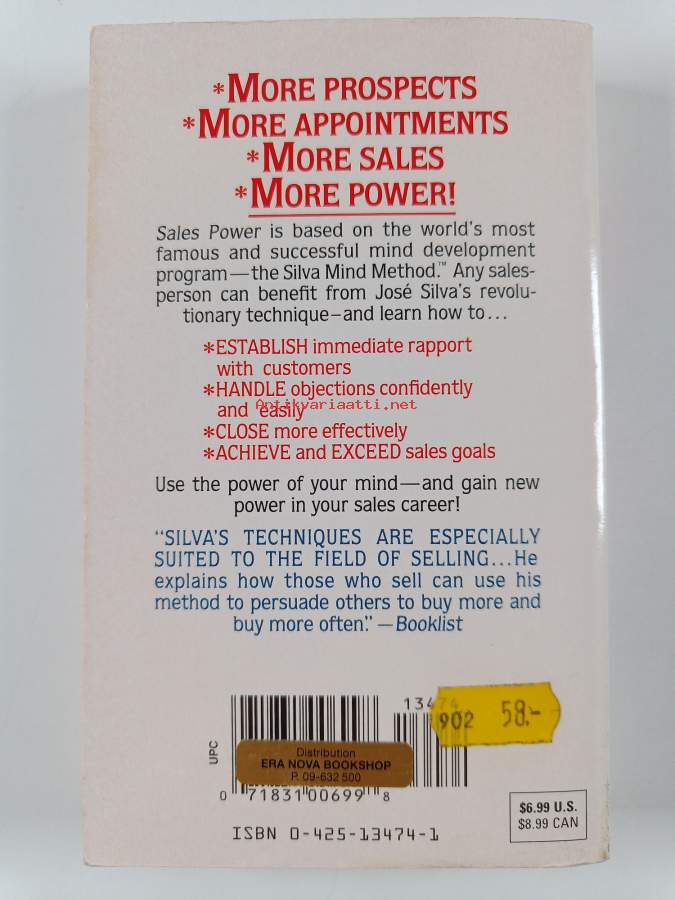 *MORE PROSPECTS
*MORE APPOINTMENTS
*MORE SALES
*MORE POWER!
Sales Power is based on the world's most
famous and successful mind development
program—the Silva Mind Method.™ Any sales-
person can benefit from José Silva's revolu-
tionary technique–and learn how to...
*ESTABLISH immediate rapport
with customers
*HANDLE objections confidently
and easily
Antikvariaatti.net
*CLOSE more effectively
*ACHIEVE and EXCEED sales goals
Use the power of your mind—and gain new
power in your sales career!
"SILVA'S TECHNIQUES ARE ESPECIALLY
SUITED TO THE FIELD OF SELLING...He
explains how those who sell can use his
method to persuade others to buy more and
buy more often." —Booklist
13474
902 58.-
UPC
Distribution
ERA NOVA BOOKSHOP
P. 09-632 500
0 71831 00699 8
ISBN 0-425-13474-1
$6.99 U.S.
$8.99 CAN